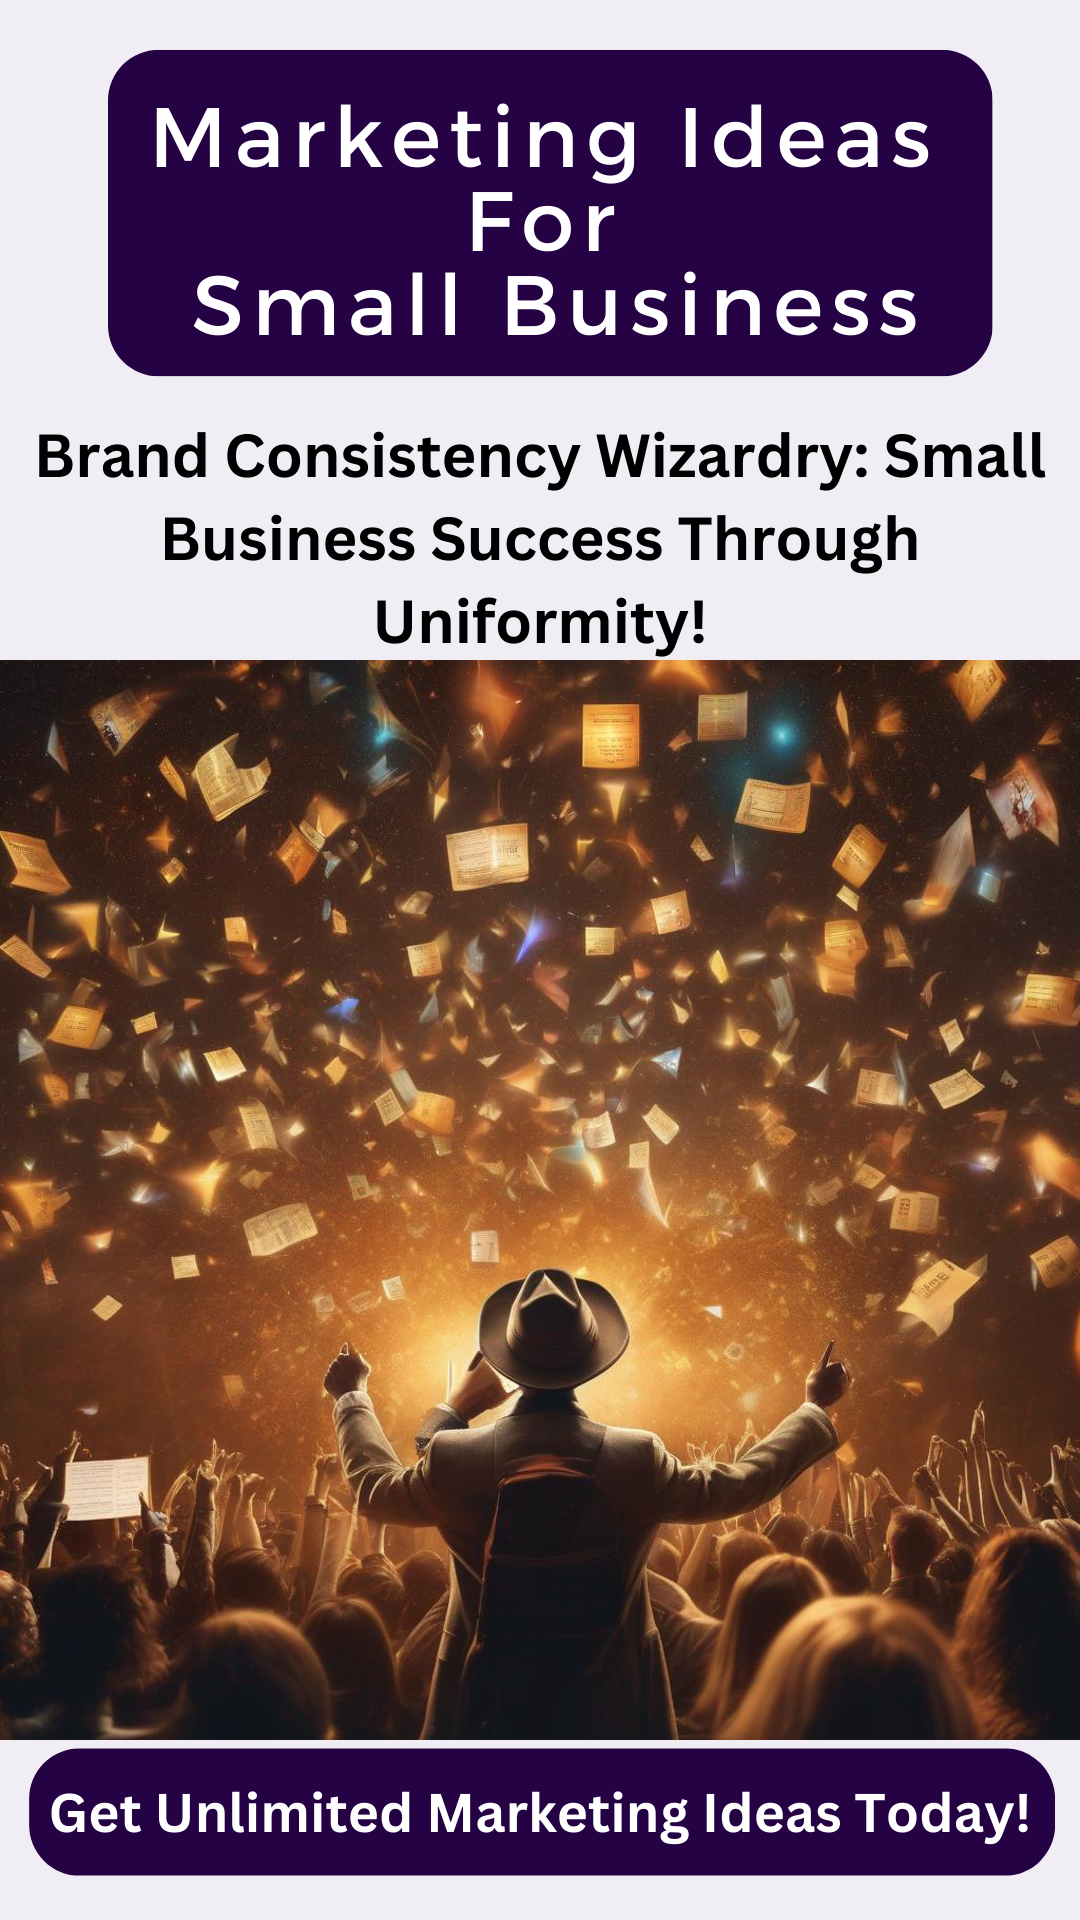 Marketing Ideas
For
Small Business
Brand Consistency Wizardry: Small
Business Success Through
Uniformity!
Get Unlimited Marketing Ideas Today!